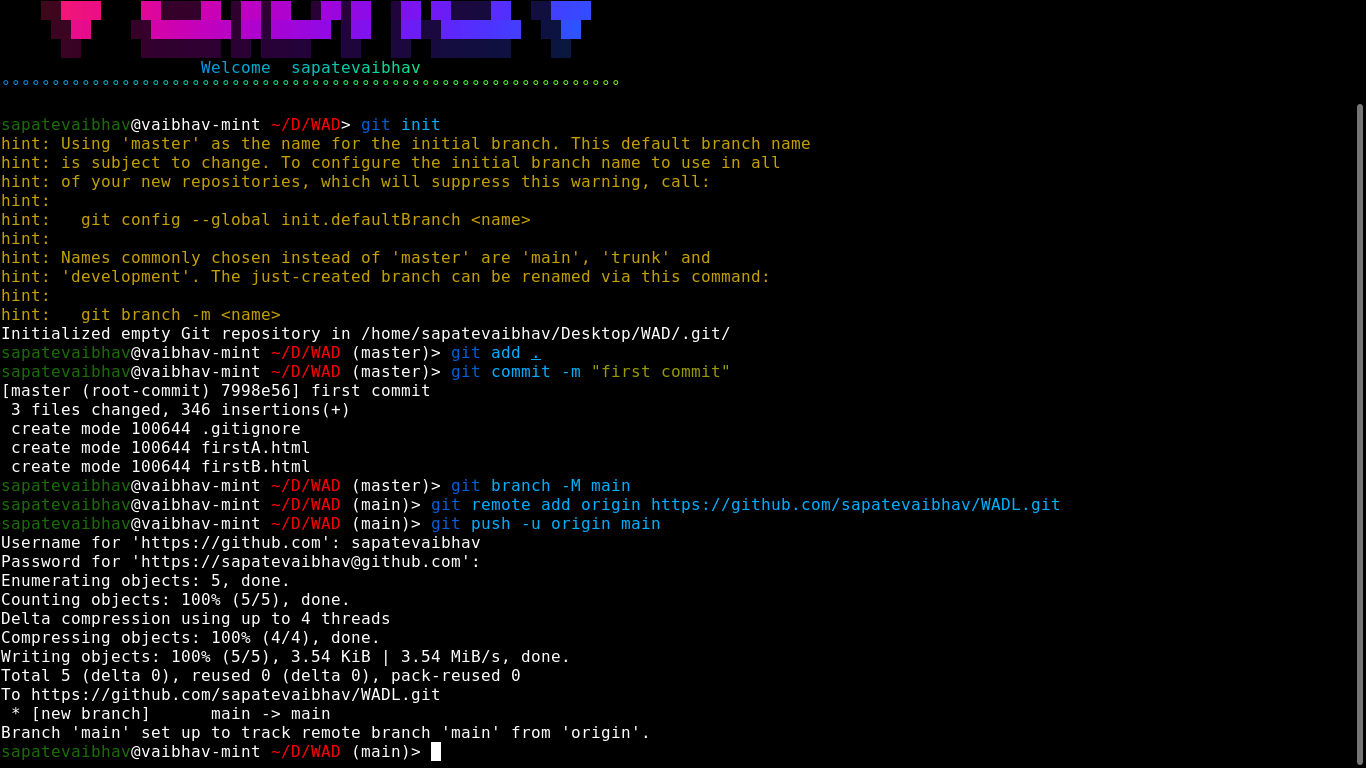 Welcome  sapatevaibhav
sapatevaibhav@vaibhav-mint ~/D/WAD> git init
hint: Using 'master' as the name for the initial branch. This default branch name
hint: is subject to change. To configure the initial branch name to use in all
hint: of your new repositories, which will suppress this warning, call:
hint:
hint:   git config --global init.defaultBranch <name>
hint:
hint: Names commonly chosen instead of 'master' are 'main', 'trunk' and
hint: 'development'. The just-created branch can be renamed via this command:
hint:
hint:   git branch -m <name>
Initialized empty Git repository in /home/sapatevaibhav/Desktop/WAD/.git/
sapatevaibhav@vaibhav-mint ~/D/WAD (master)> git add .
sapatevaibhav@vaibhav-mint ~/D/WAD (master)> git commit -m "first commit"
[master (root-commit) 7998e56] first commit
 3 files changed, 346 insertions(+)
 create mode 100644 .gitignore
 create mode 100644 firstA.html
 create mode 100644 firstB.html
sapatevaibhav@vaibhav-mint ~/D/WAD (master)> git branch -M main
sapatevaibhav@vaibhav-mint ~/D/WAD (main)> git remote add origin https://github.com/sapatevaibhav/WADL.git
sapatevaibhav@vaibhav-mint ~/D/WAD (main)> git push -u origin main
Username for 'https://github.com': sapatevaibhav
Password for 'https://sapatevaibhav@github.com':
Enumerating objects: 5, done.
Counting objects: 100% (5/5), done.
Delta compression using up to 4 threads
Compressing objects: 100% (4/4), done.
Writing objects: 100% (5/5), 3.54 KiB | 3.54 MiB/s, done.
Total 5 (delta 0), reused 0 (delta 0), pack-reused 0
To https://github.com/sapatevaibhav/WADL.git
 * [new branch]      main -> main
Branch 'main' set up to track remote branch 'main' from 'origin'.
sapatevaibhav@vaibhav-mint ~/D/WAD (main)>